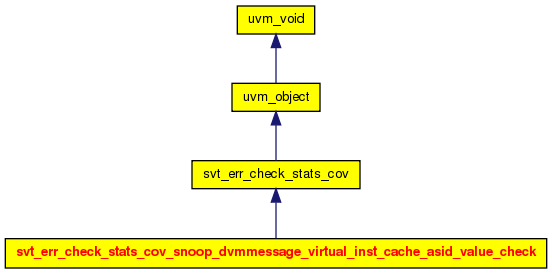 uvm_void
uvm_object
svt_err_check_stats_cov
svt_err_check_stats_cov_snoop_dvmmessage_virtual_inst_cache_asid_value_check